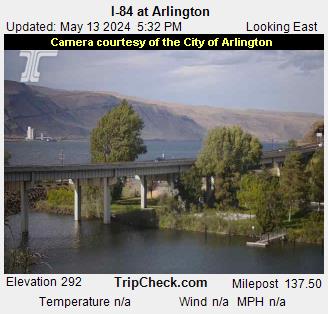 I-84 at Arlington
Updated: May 13 2024 5:32 PM Looking East
Camera courtesy of the City of Arlington
Elevation 292 TripCheck.com Milepost 137.50
Temperature n/a Wind n/a MPH n/a